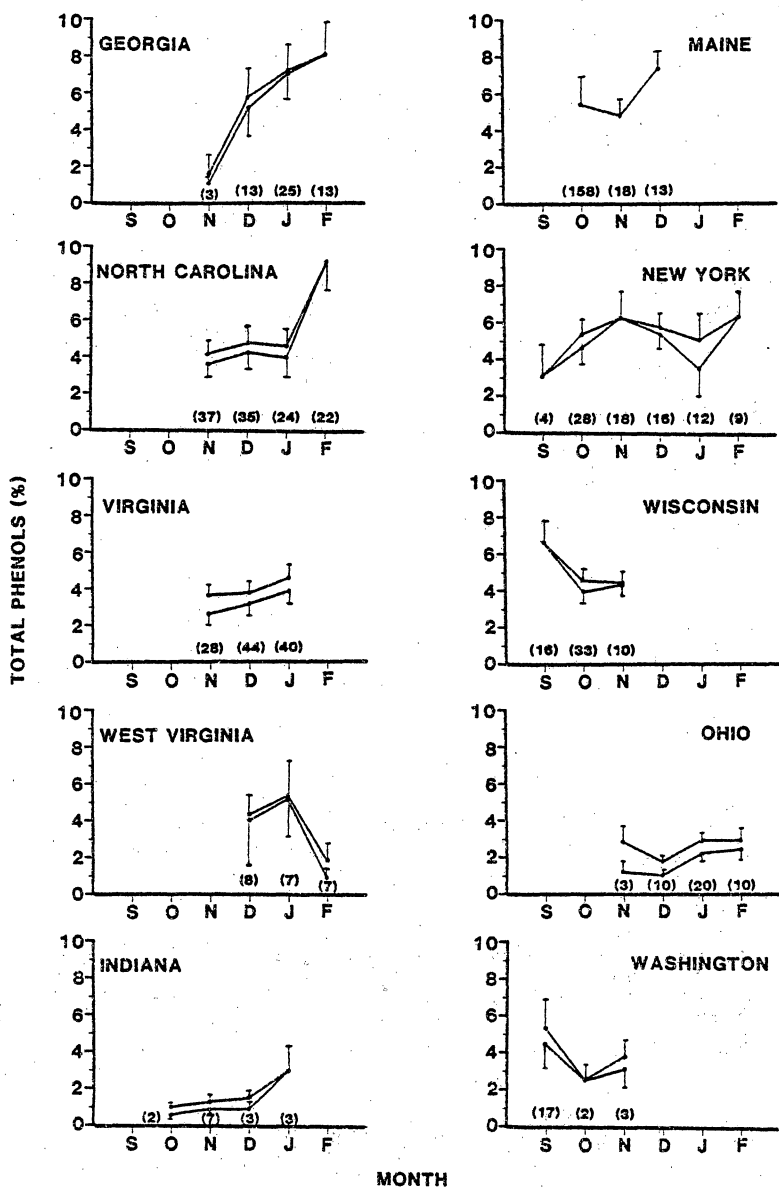 TOTAL PHENOLS (%)
GEORGIA
10
8
6
4
2
0
(3) (13) (25) (13)
S O N D J F
MAINE
10
8
6
4
2
0
(158) (18) (13)
S O N D J F
NORTH CAROLINA
10
8
6
4
2
0
(37) (35) (24) (22)
S O N D J F
NEW YORK
10
8
6
4
2
0
(4) (28) (18) (16) (12) (9)
S O N D J F
VIRGINIA
10
8
6
4
2
0
(28) (44) (40)
S O N D J F
WISCONSIN
10
8
6
4
2
0
(16) (33) (10)
S O N D J F
WEST VIRGINIA
10
8
6
4
2
0
(8) (7) (7)
S O N D J F
OHIO
10
8
6
4
2
0
(3) (10) (20) (10)
S O N D J F
INDIANA
10
8
6
4
2
0
(2) (7) (3) (3)
S O N D J F
WASHINGTON
10
8
6
4
2
0
(17) (2) (3)
S O N D J F
MONTH